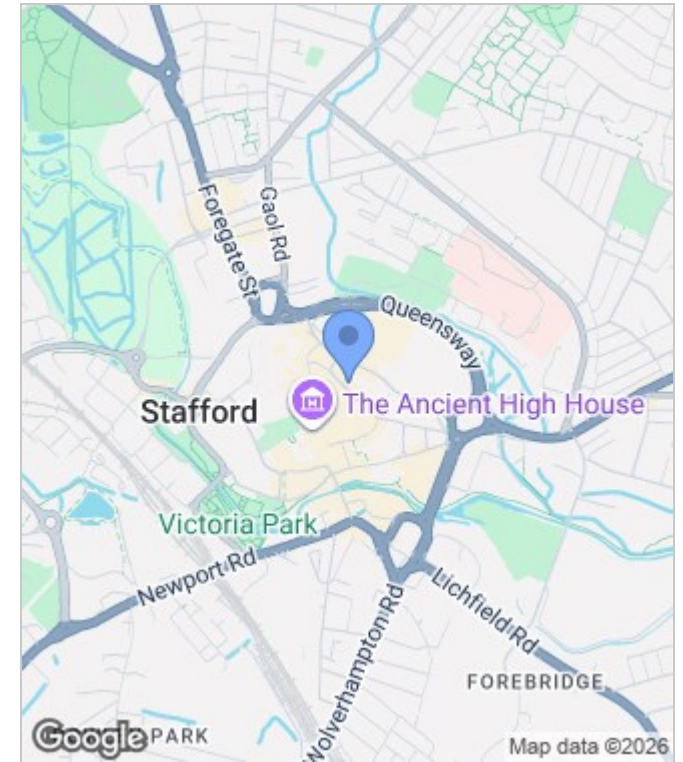 Foregate St
Gaol Rd
Queensway
Stafford
The Ancient High House
Victoria Park
Newport Rd
Lichfield Rd
Wolverhampton Rd
FOREBRIDGE
PARK
Google
Map data ©2026